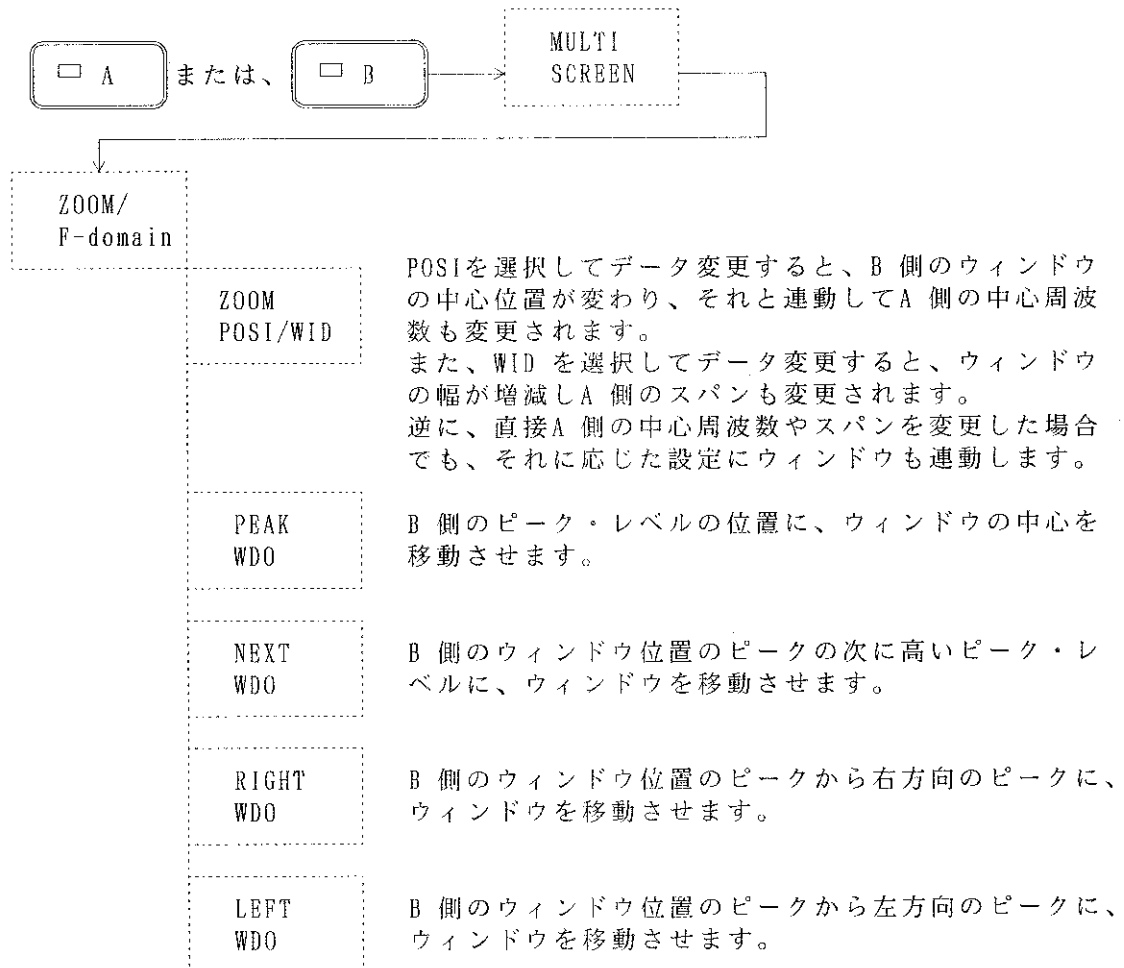 MULTI
SCREEN
A または、 B
ZOOM/
F-domain
ZOOM
POSI/WID
POSIを選択してデータ変更すると、B 側のウィンドウ
の中心位置が変わり、それと連動してA 側の中心周波
数も変更されます。
また、WID を選択してデータ変更すると、ウィンドウ
の幅が増減しA 側のスパンも変更されます。
逆に、直接A 側の中心周波数やスパンを変更した場合
でも、それに応じた設定にウィンドウも連動します。
PEAK
WDO
B 側のピーク・レベルの位置に、ウィンドウの中心を
移動させます。
NEXT
WDO
B 側のウィンドウ位置のピークの次に高いピーク・レ
ベルに、ウィンドウを移動させます。
RIGHT
WDO
B 側のウィンドウ位置のピークから右方向のピークに、
ウィンドウを移動させます。
LEFT
WDO
B 側のウィンドウ位置のピークから左方向のピークに、
ウィンドウを移動させます。